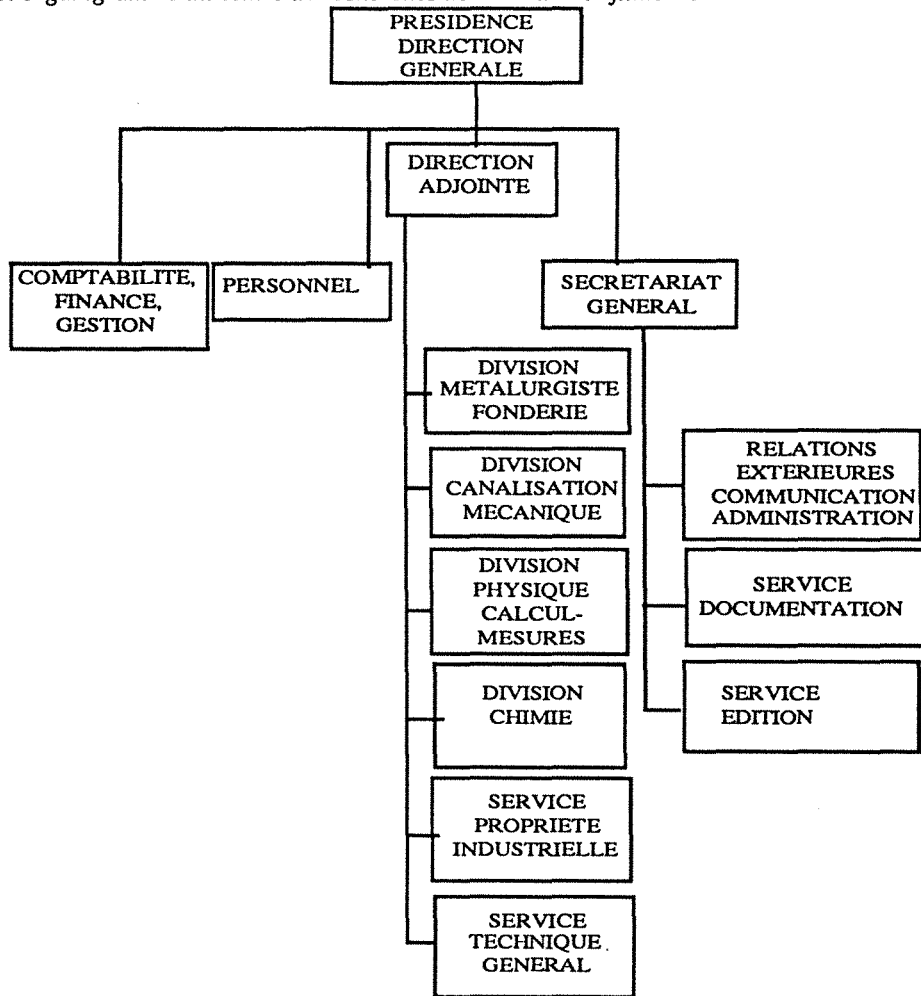 PRESIDENCE
DIRECTION
GENERALE
DIRECTION
ADJOINTE
COMPTABILITE,
FINANCE,
GESTION
PERSONNEL
SECRETARIAT
GENERAL
DIVISION
METALURGISTE
FONDERIE
DIVISION
CANALISATION
MECANIQUE
DIVISION
PHYSIQUE
CALCUL-
MESURES
DIVISION
CHIMIE
SERVICE
PROPRIETE
INDUSTRIELLE
SERVICE
TECHNIQUE
GENERAL
RELATIONS
EXTERIEURES
COMMUNICATION
ADMINISTRATION
SERVICE
DOCUMENTATION
SERVICE
EDITION